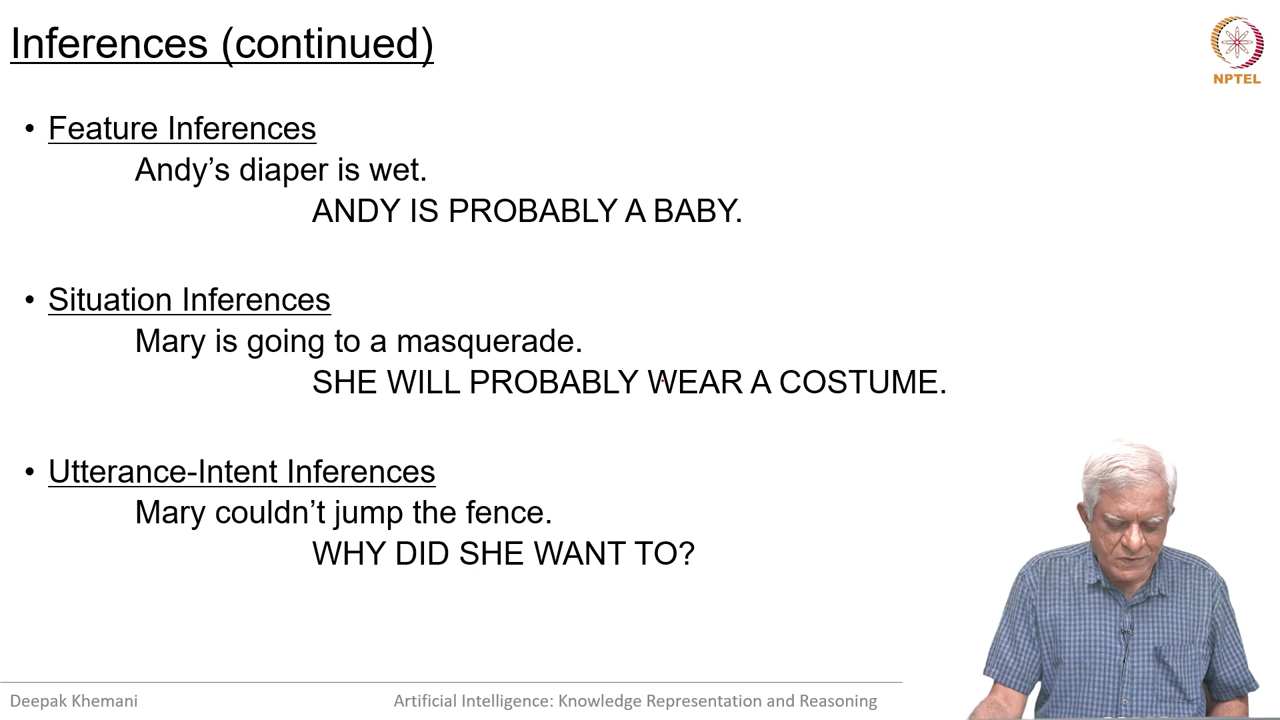 Inferences (continued)
NPTEL
• Feature Inferences
Andy’s diaper is wet.
ANDY IS PROBABLY A BABY.
• Situation Inferences
Mary is going to a masquerade.
SHE WILL PROBABLY WEAR A COSTUME.
• Utterance-Intent Inferences
Mary couldn’t jump the fence.
WHY DID SHE WANT TO?
Deepak Khemani
Artificial Intelligence: Knowledge Representation and Reasoning